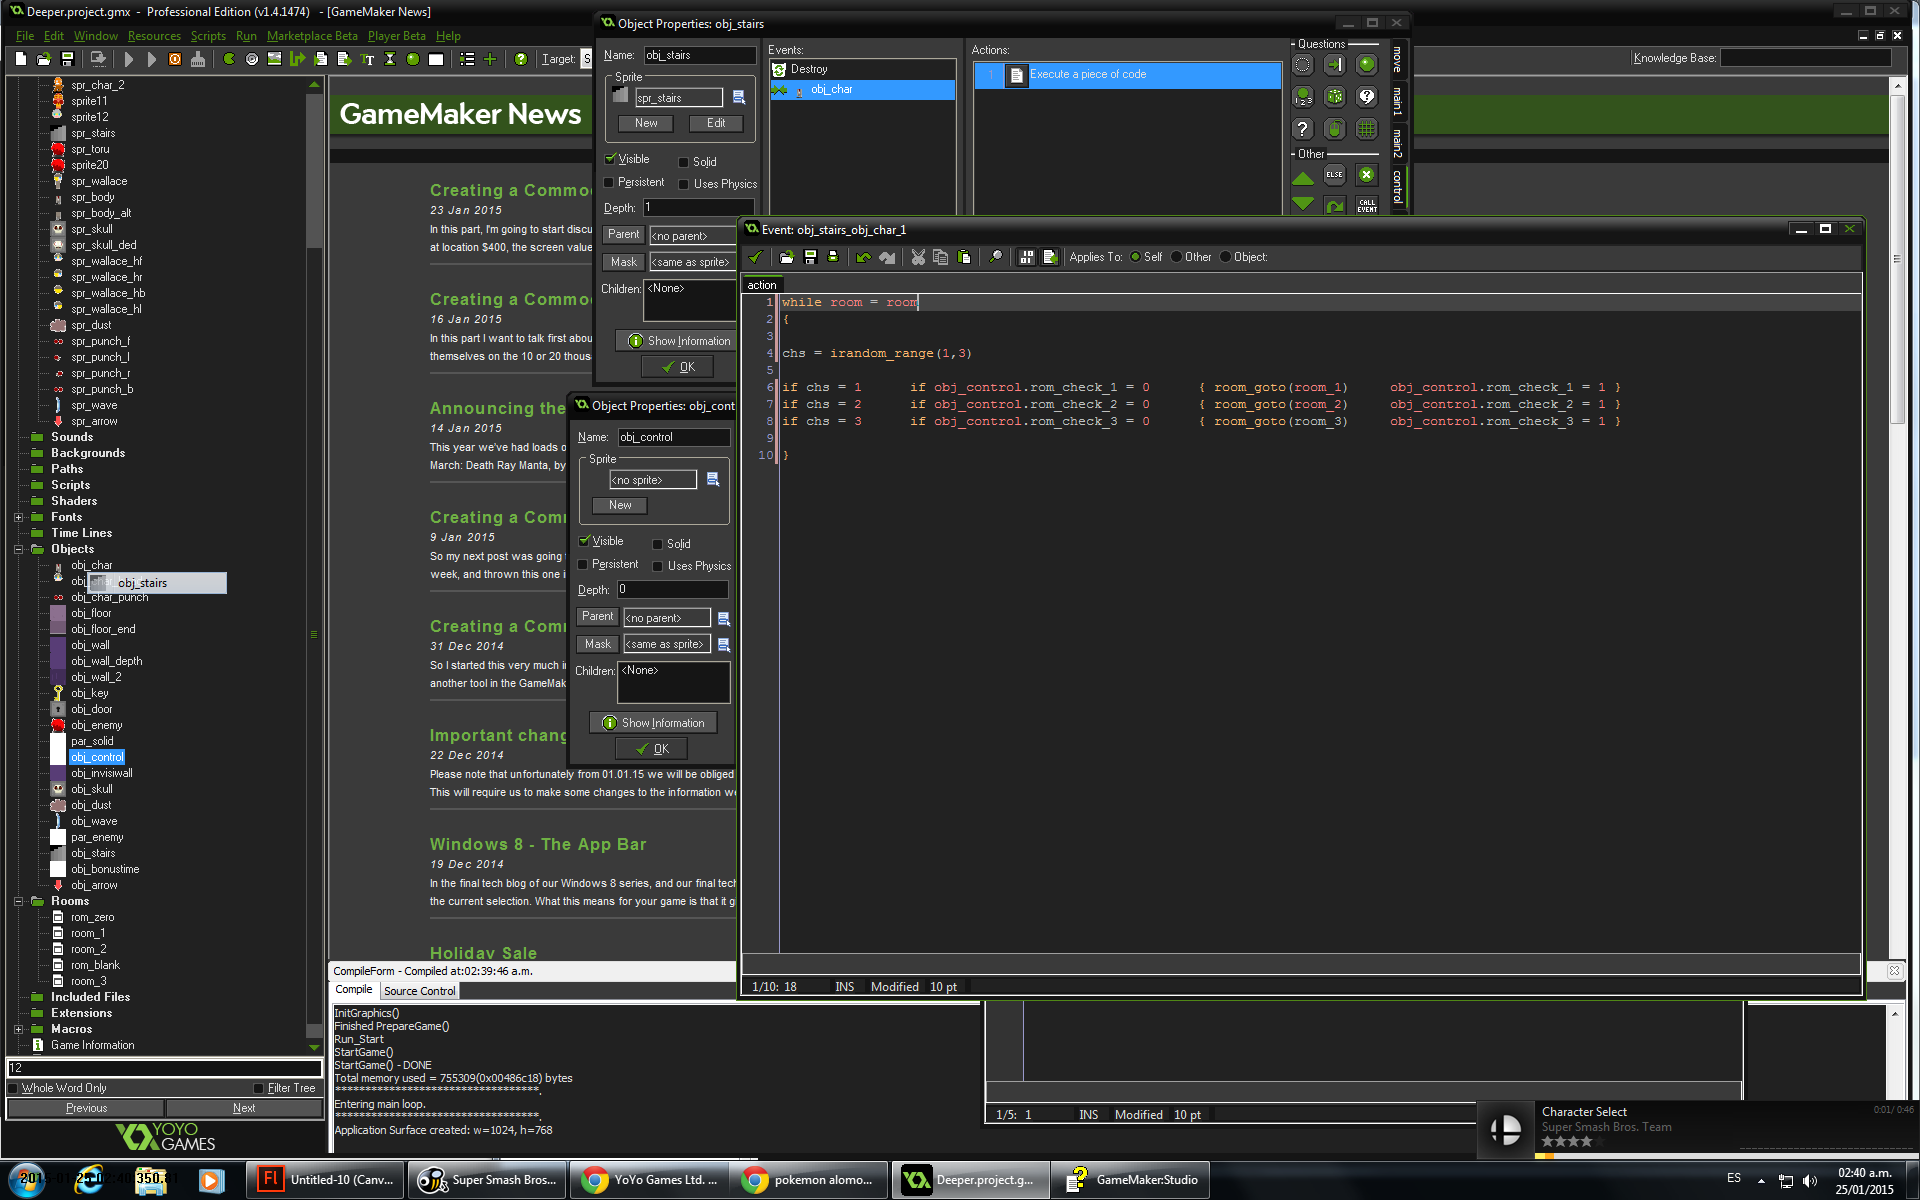 Deeper.project.gmx - Professional Edition (v1.4.1474) - [GameMaker News]
File Edit Window Resources Scripts Run Marketplace Beta Player Beta Help
Target:
Knowledge Base:
spr_char_2
sprite11
sprite12
spr_stairs
spr_toru
sprite20
spr_wallace
spr_body
spr_body_alt
spr_skull
spr_skull_ded
spr_wallace_hf
spr_wallace_hr
spr_wallace_hb
spr_wallace_hl
spr_dust
spr_punch_f
spr_punch_l
spr_punch_r
spr_punch_b
spr_wave
spr_arrow
Sounds
Backgrounds
Paths
Scripts
Shaders
Fonts
Time Lines
Objects
obj_char
obj_stairs
obj_char_punch
obj_floor
obj_floor_end
obj_wall
obj_wall_depth
obj_wall_2
obj_key
obj_door
obj_enemy
par_solid
obj_control
obj_invisiwall
obj_skull
obj_dust
obj_wave
par_enemy
obj_stairs
obj_bonustime
obj_arrow
Rooms
rom_zero
room_1
room_2
rom_blank
room_3
Included Files
Extensions
Macros
Game Information
12
Whole Word Only Filter Tree
Previous Next
YOYO GAMES
GameMaker News
Creating a Commo
23 Jan 2015
In this part, I'm going to start discu
at location $400, the screen value
Creating a Commo
16 Jan 2015
In this part I want to talk first abou
themselves on the 10 or 20 thous
Announcing the
14 Jan 2015
This year we've had loads o
March: Death Ray Manta, by
Creating a Com
9 Jan 2015
So my next post was going
week, and thrown this one i
Creating a Com
31 Dec 2014
So I started this very much i
another tool in the GameMak
Important chang
22 Dec 2014
Please note that unfortunately from 01.01.15 we will be obliged
This will require us to make some changes to the information we
Windows 8 - The App Bar
19 Dec 2014
In the final tech blog of our Windows 8 series, and our final tech
the current selection. What this means for your game is that it g
Holiday Sale
Object Properties: obj_stairs
Name: obj_stairs
Sprite
spr_stairs
New Edit
Visible Solid
Persistent Uses Physics
Depth: 1
Parent <no parent>
Mask <same as sprite>
Children: <None>
Show Information
OK
Events:
Destroy
obj_char
Actions:
1 Execute a piece of code
Questions
Other
ELSE
CALL EVENT
move
main1
main2
control
Object Properties: obj_cont
Name: obj_control
Sprite
<no sprite>
New
Visible Solid
Persistent Uses Physics
Depth: 0
Parent <no parent>
Mask <same as sprite>
Children: <None>
Show Information
OK
Event: obj_stairs_obj_char_1
Applies To: Self Other Object:
action
1 while room = room
2 {
3
4 chs = irandom_range(1,3)
5
6 if chs = 1 if obj_control.rom_check_1 = 0 { room_goto(room_1) obj_control.rom_check_1 = 1 }
7 if chs = 2 if obj_control.rom_check_2 = 0 { room_goto(room_2) obj_control.rom_check_2 = 1 }
8 if chs = 3 if obj_control.rom_check_3 = 0 { room_goto(room_3) obj_control.rom_check_3 = 1 }
9
10 }
1/10: 18 INS Modified 10 pt
CompileForm - Compiled at:02:39:46 a.m.
Compile Source Control
InitGraphics()
Finished PrepareGame()
Run_Start
StartGame()
StartGame() - DONE
Total memory used = 755309(0x00486c18) bytes
Entering main loop.
Application Surface created: w=1024, h=768
1/5: 1 INS Modified 10 pt
Character Select
Super Smash Bros. Team
0:01/ 0:46
Untitled-10 (Canv...
Super Smash Bros...
YoYo Games Ltd. ...
pokemon alomo...
Deeper.project.g...
GameMaker:Studio
ES
02:40 a.m.
25/01/2015